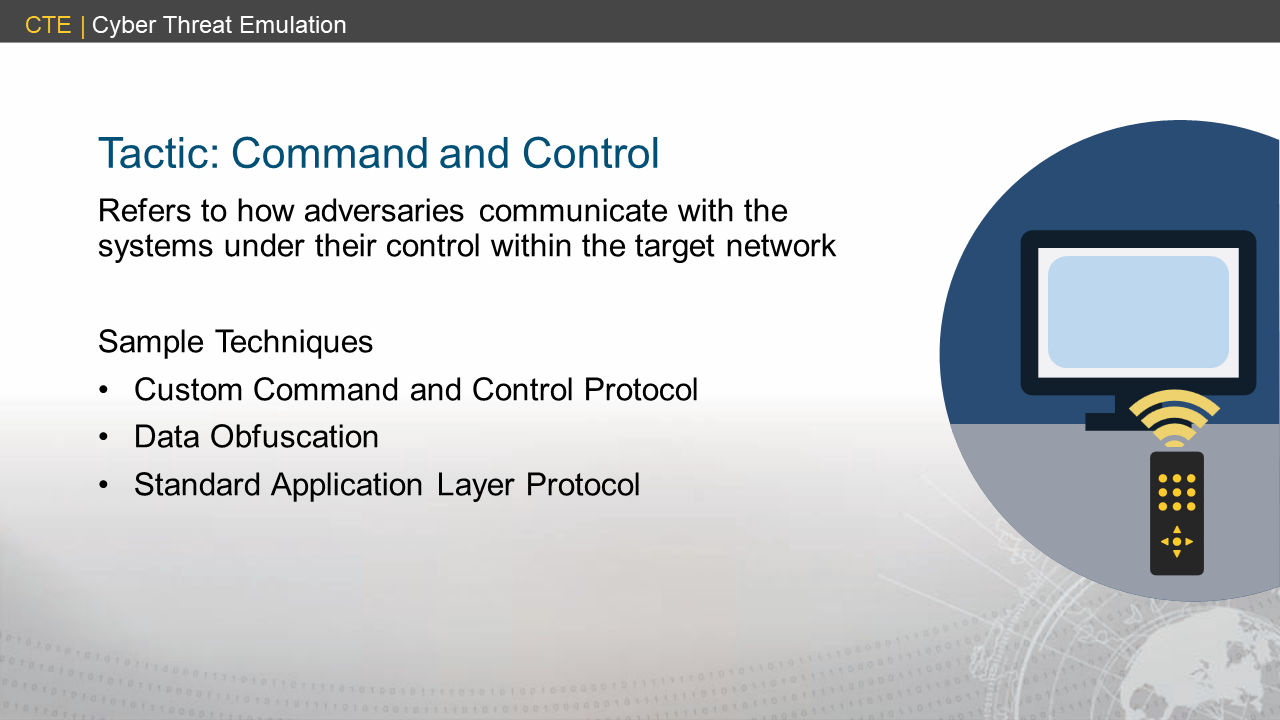 CTE | Cyber Threat Emulation
Tactic: Command and Control
Refers to how adversaries communicate with the
systems under their control within the target network
Sample Techniques
• Custom Command and Control Protocol
• Data Obfuscation
• Standard Application Layer Protocol